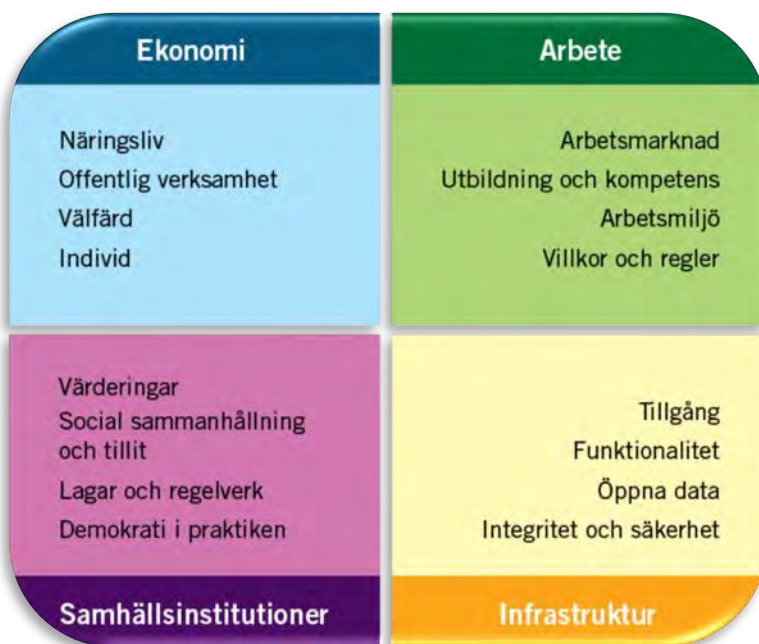 Ekonomi
Näringsliv
Offentlig verksamhet
Välfärd
Individ
Arbete
Arbetsmarknad
Utbildning och kompetens
Arbetsmiljö
Villkor och regler
Värderingar
Social sammanhållning
och tillit
Lagar och regelverk
Demokrati i praktiken
Samhällsinstitutioner
Tillgång
Funktionalitet
Öppna data
Integritet och säkerhet
Infrastruktur